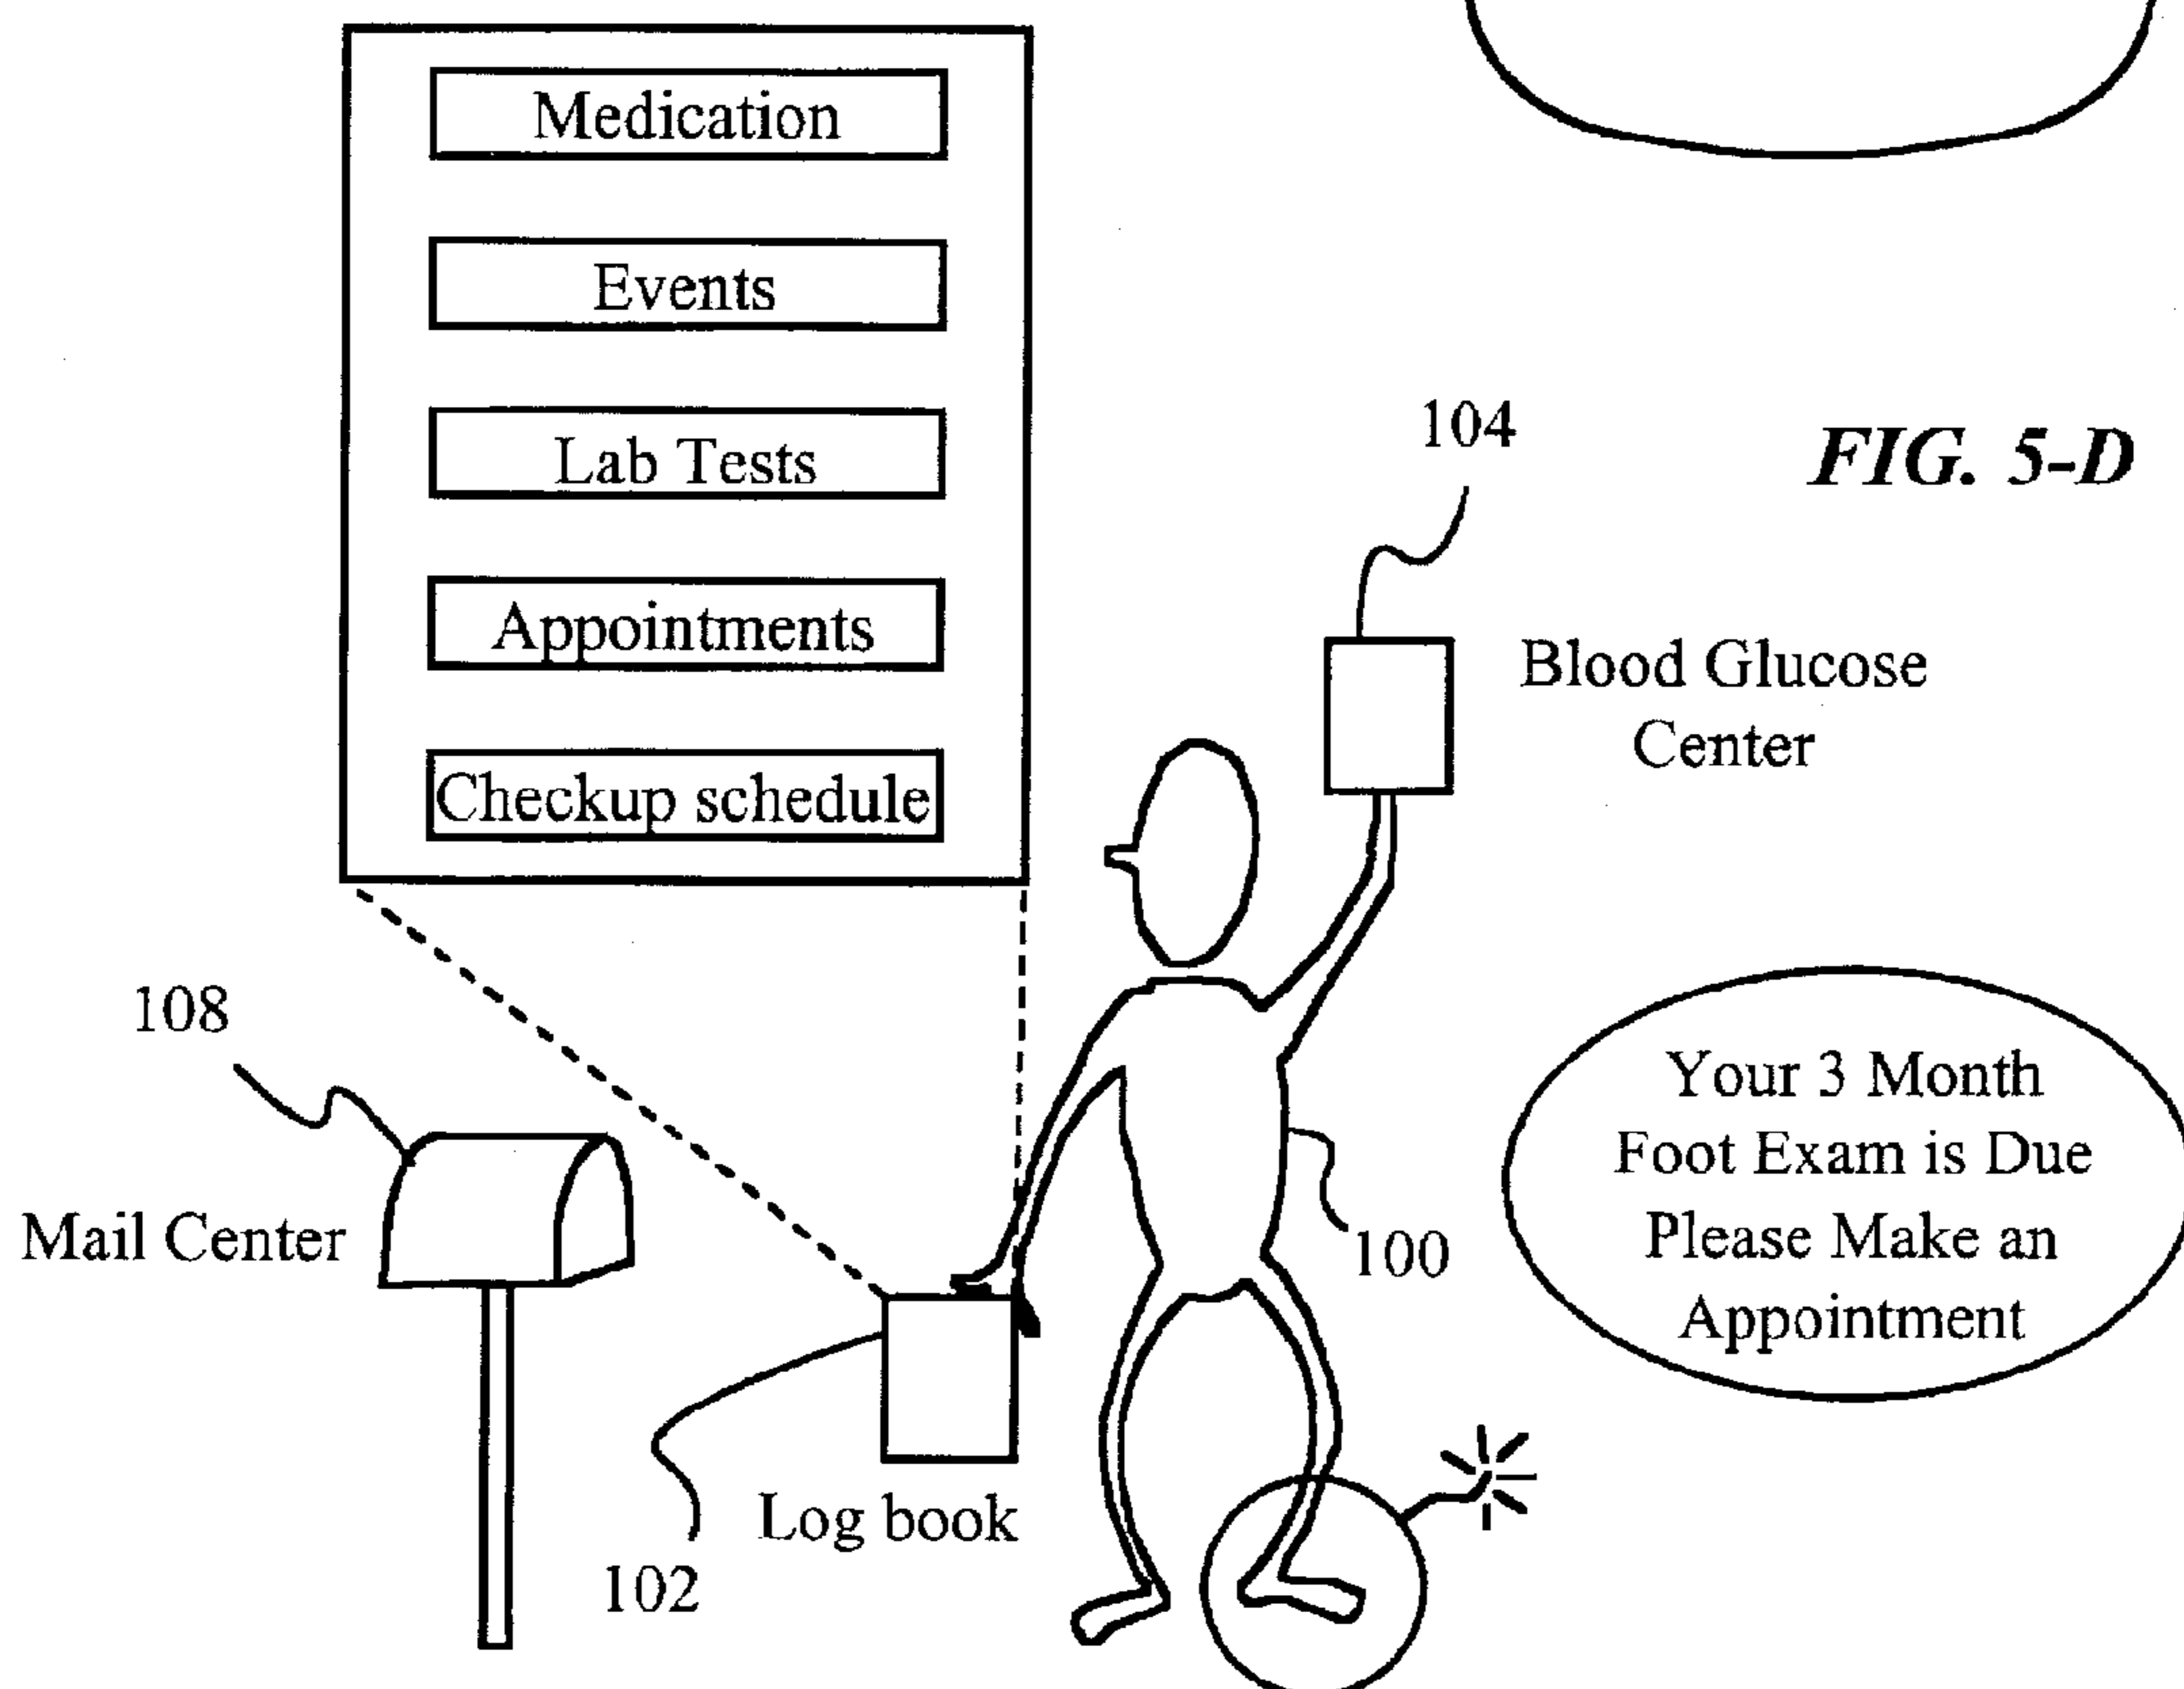 Medication
Events
Lab Tests
Appointments
Checkup schedule
104
FIG. 5-D
Blood Glucose
Center
108
Mail Center
100
Your 3 Month
Foot Exam is Due
Please Make an
Appointment
Log book
102